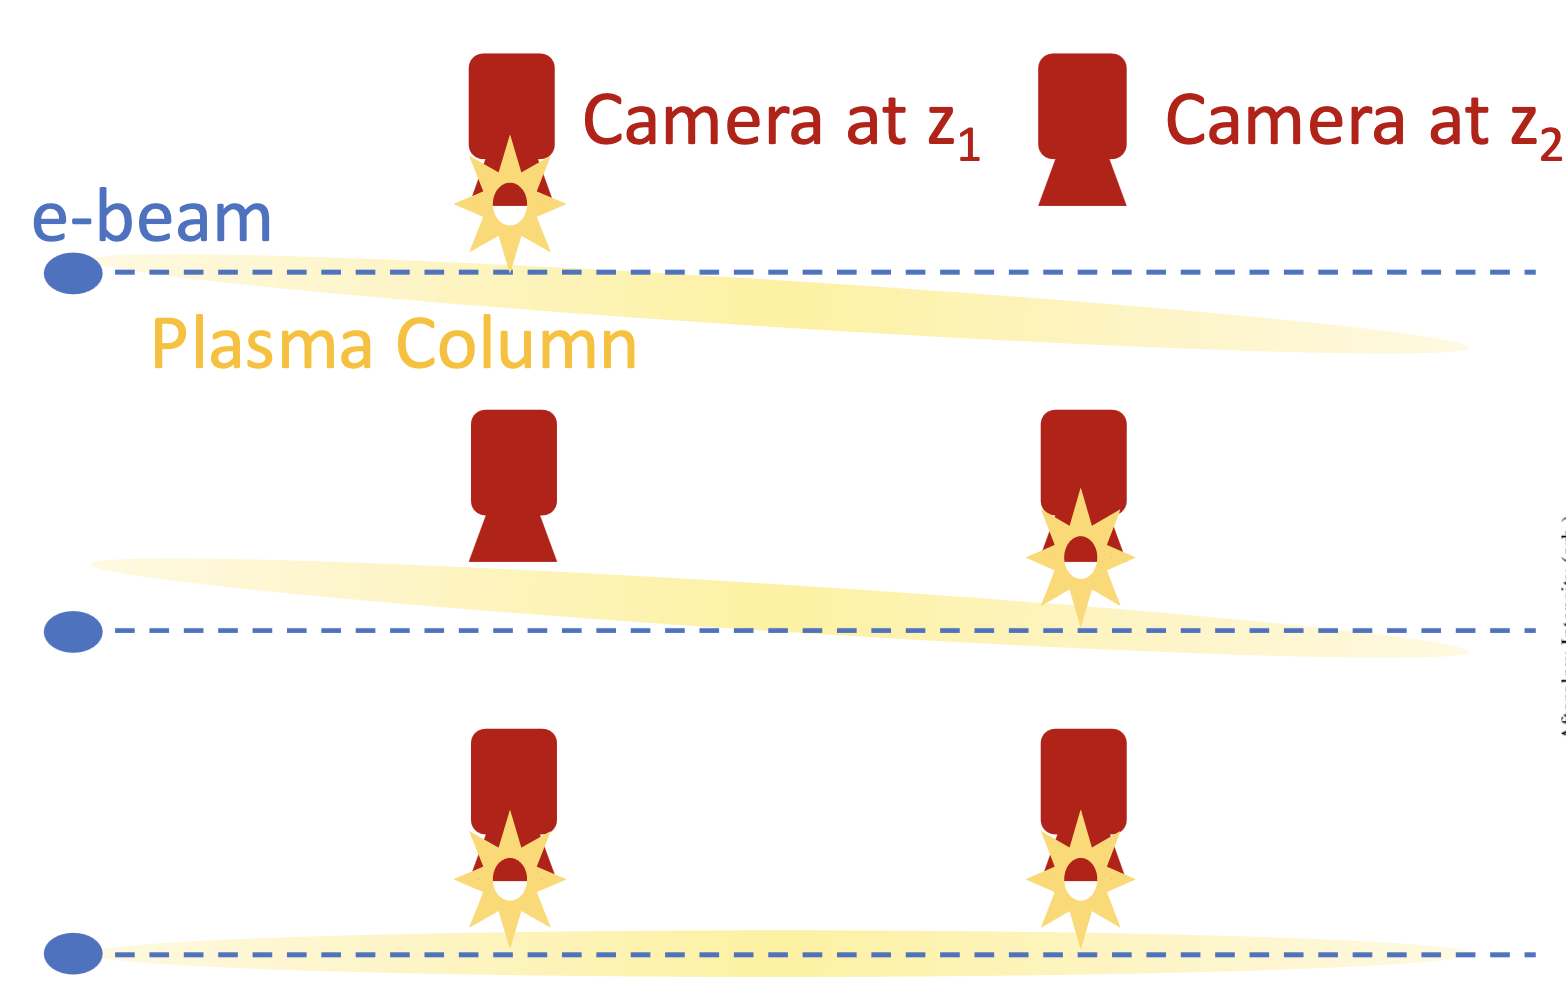 Camera at z₁
Camera at z₂
e-beam
Plasma Column